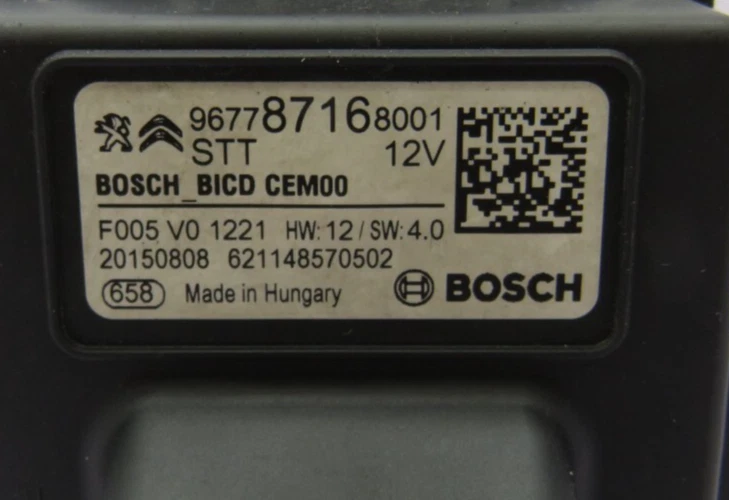 967787168001
STT 12V
BOSCH_BICD CEM00
F005 V0 1221 HW: 12 / SW: 4.0
20150808 621148570502
658 Made in Hungary BOSCH